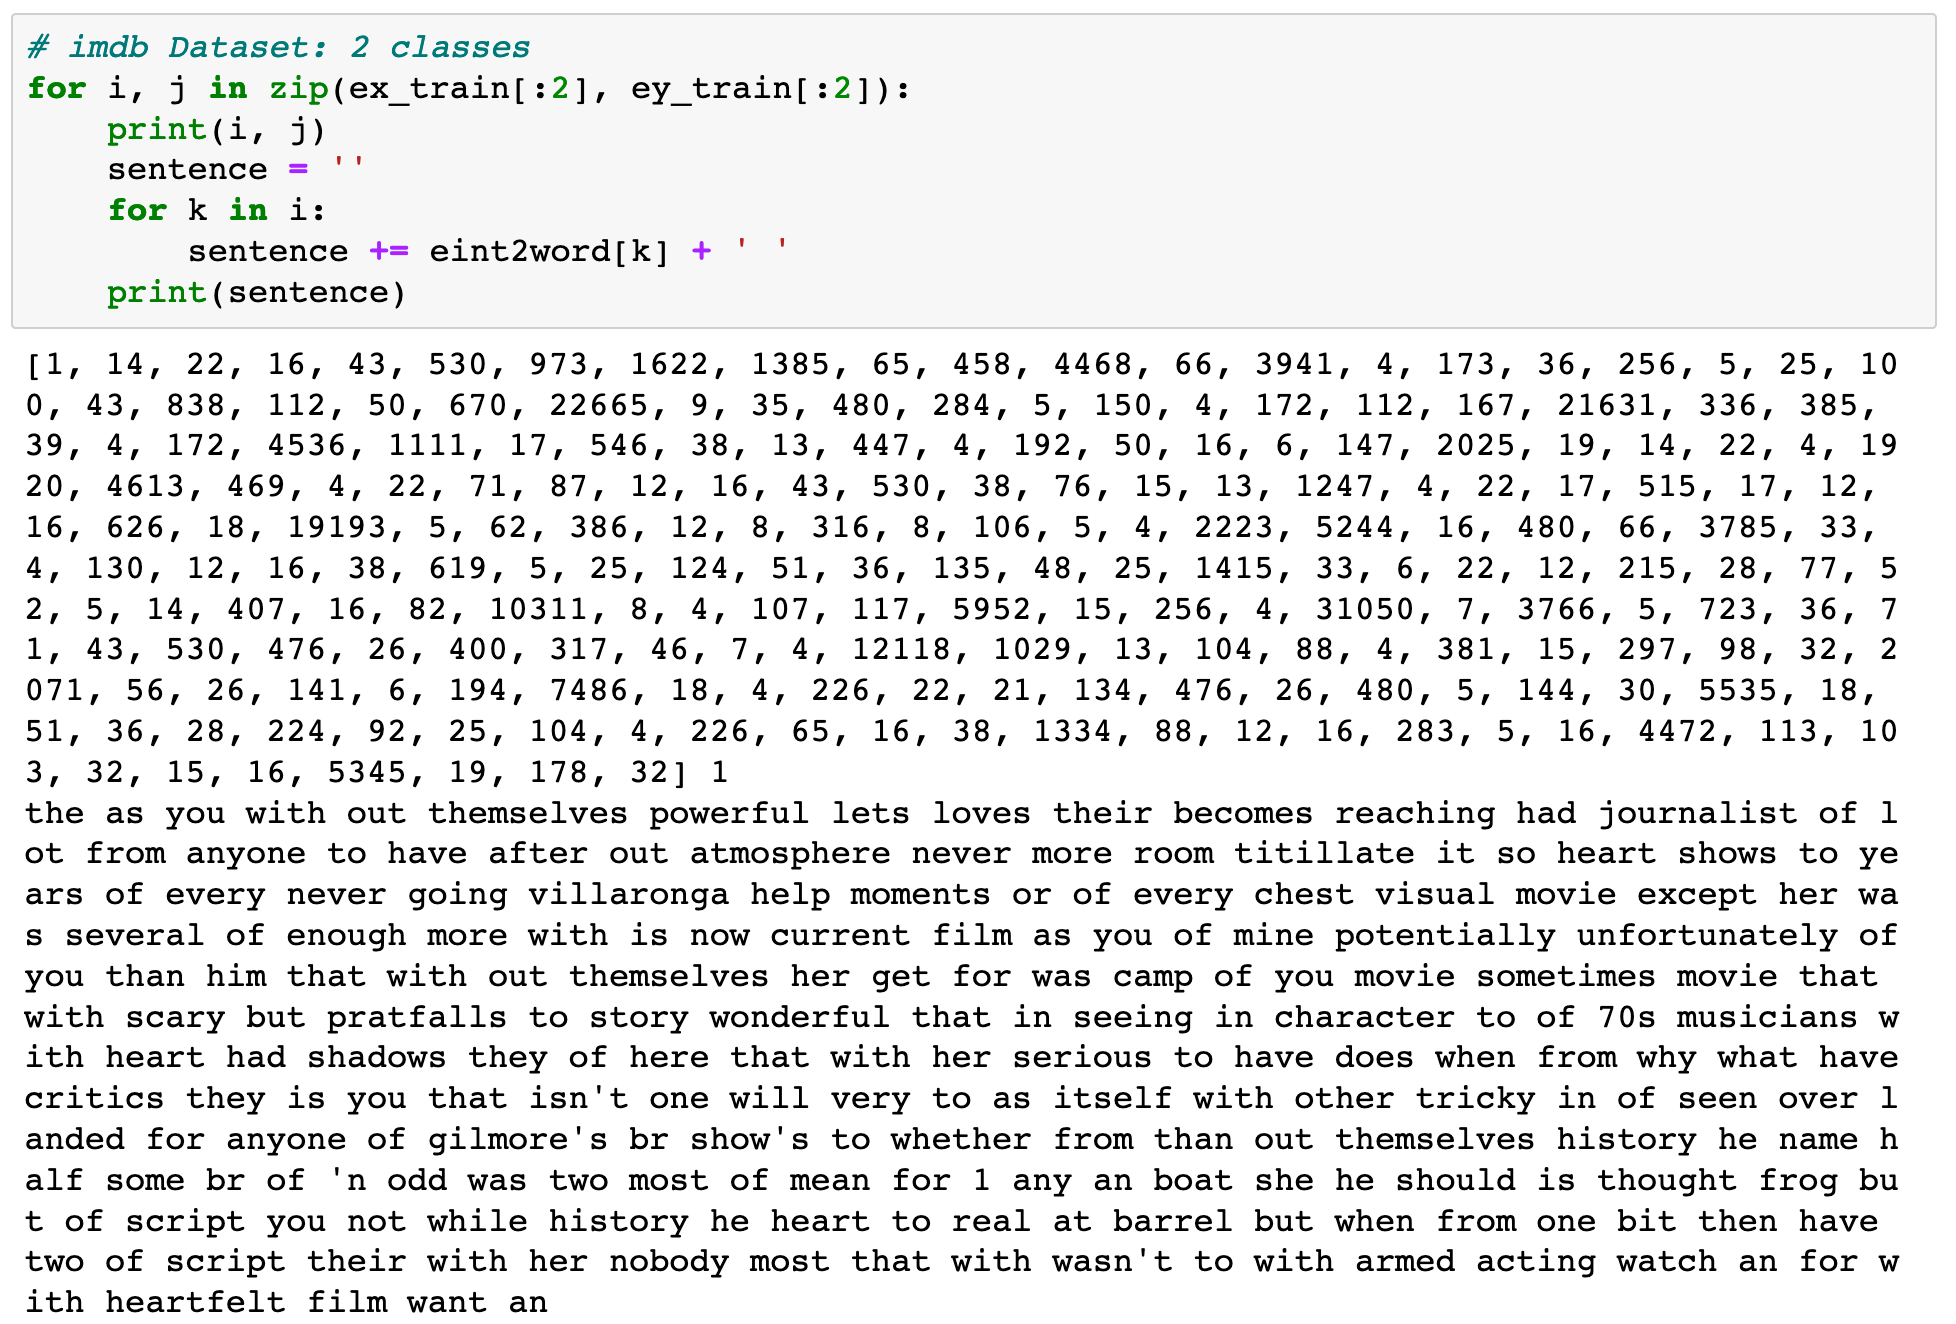 # imdb Dataset: 2 classes
for i, j in zip(ex_train[:2], ey_train[:2]):
    print(i, j)
    sentence = ''
    for k in i:
        sentence += eint2word[k] + ' '
    print(sentence)
[1, 14, 22, 16, 43, 530, 973, 1622, 1385, 65, 458, 4468, 66, 3941, 4, 173, 36, 256, 5, 25, 10
0, 43, 838, 112, 50, 670, 22665, 9, 35, 480, 284, 5, 150, 4, 172, 112, 167, 21631, 336, 385,
39, 4, 172, 4536, 1111, 17, 546, 38, 13, 447, 4, 192, 50, 16, 6, 147, 2025, 19, 14, 22, 4, 19
20, 4613, 469, 4, 22, 71, 87, 12, 16, 43, 530, 38, 76, 15, 13, 1247, 4, 22, 17, 515, 17, 12,
16, 626, 18, 19193, 5, 62, 386, 12, 8, 316, 8, 106, 5, 4, 2223, 5244, 16, 480, 66, 3785, 33,
4, 130, 12, 16, 38, 619, 5, 25, 124, 51, 36, 135, 48, 25, 1415, 33, 6, 22, 12, 215, 28, 77, 5
2, 5, 14, 407, 16, 82, 10311, 8, 4, 107, 117, 5952, 15, 256, 4, 31050, 7, 3766, 5, 723, 36, 7
1, 43, 530, 476, 26, 400, 317, 46, 7, 4, 12118, 1029, 13, 104, 88, 4, 381, 15, 297, 98, 32, 2
071, 56, 26, 141, 6, 194, 7486, 18, 4, 226, 22, 21, 134, 476, 26, 480, 5, 144, 30, 5535, 18,
51, 36, 28, 224, 92, 25, 104, 4, 226, 65, 16, 38, 1334, 88, 12, 16, 283, 5, 16, 4472, 113, 10
3, 32, 15, 16, 5345, 19, 178, 32] 1
the as you with out themselves powerful lets loves their becomes reaching had journalist of l
ot from anyone to have after out atmosphere never more room titillate it so heart shows to ye
ars of every never going villaronga help moments or of every chest visual movie except her wa
s several of enough more with is now current film as you of mine potentially unfortunately of
you than him that with out themselves her get for was camp of you movie sometimes movie that
with scary but pratfalls to story wonderful that in seeing in character to of 70s musicians w
ith heart had shadows they of here that with her serious to have does when from why what have
critics they is you that isn't one will very to as itself with other tricky in of seen over l
anded for anyone of gilmore's br show's to whether from than out themselves history he name h
alf some br of 'n odd was two most of mean for 1 any an boat she he should is thought frog bu
t of script you not while history he heart to real at barrel but when from one bit then have
two of script their with her nobody most that with wasn't to with armed acting watch an for w
ith heartfelt film want an